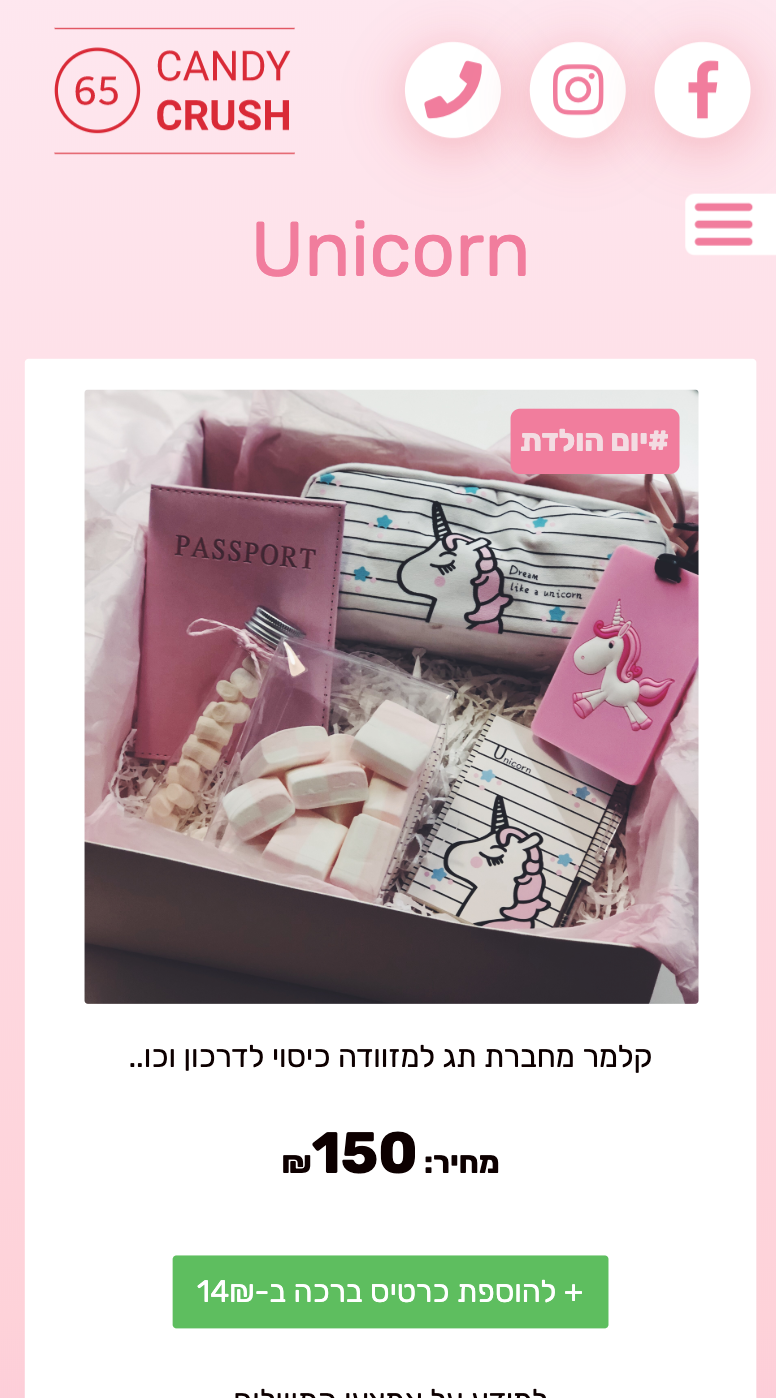 65
CANDY
CRUSH
Unicorn
#יום הולדת
PASSPORT
Dream
like a unicorn
Unicorn
קלמר מחברת תג למזוודה כיסוי לדרכון וכו..
מחיר: 150₪
+ להוספת כרטיס ברכה ב-14₪